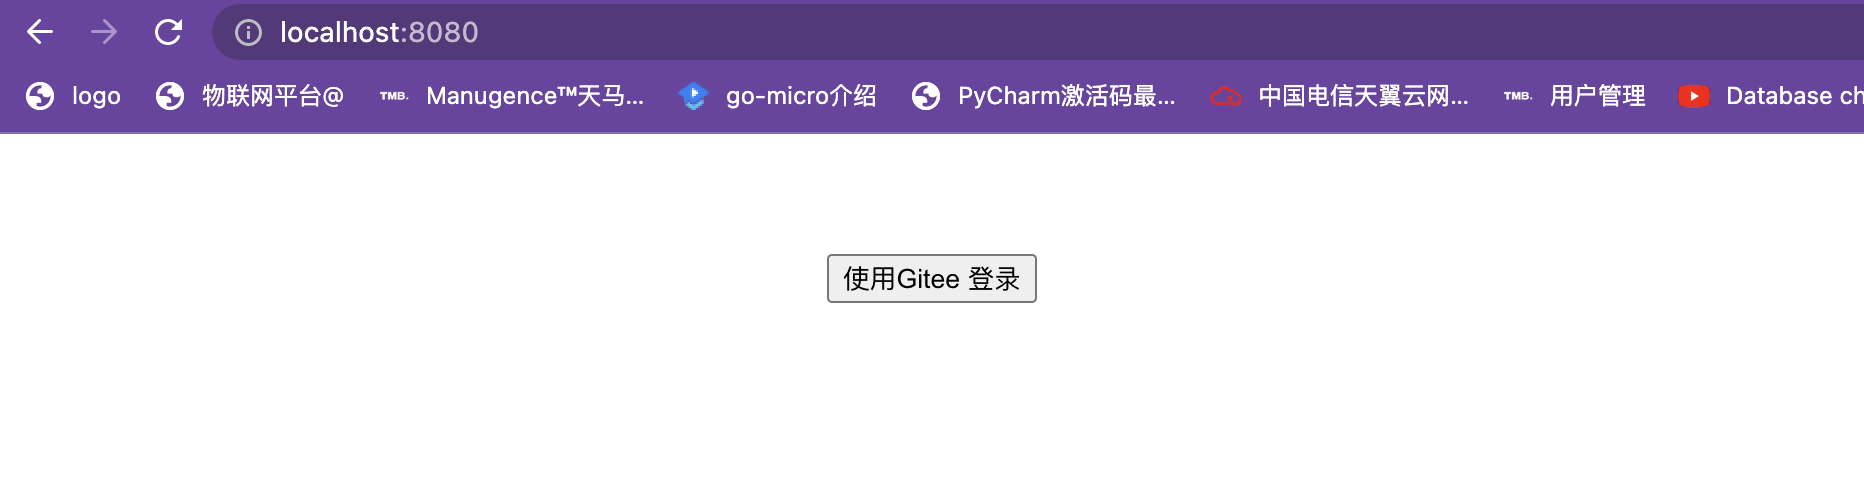 localhost:8080
logo 物联网平台@ TMB. Manugence™天马... go-micro介绍 PyCharm激活码最... 中国电信天翼云网... TMB. 用户管理 Database ch
使用Gitee 登录